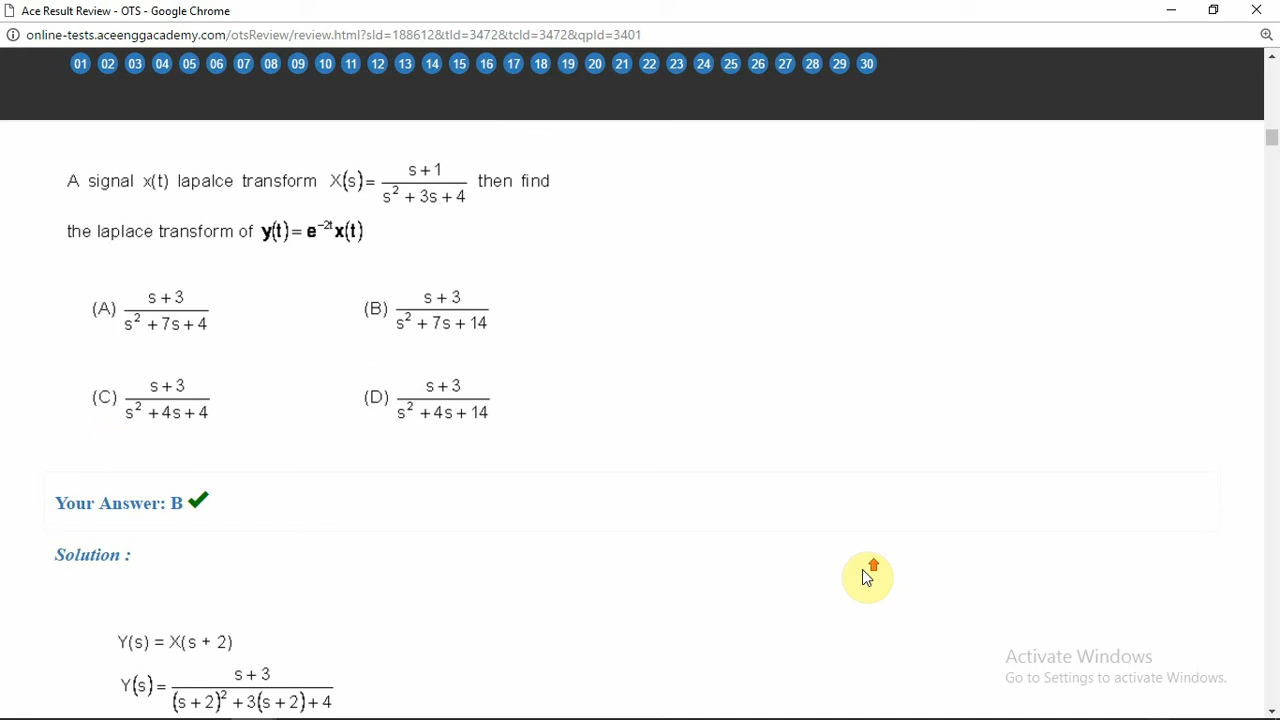 Ace Result Review - OTS - Google Chrome
online-tests.aceenggacademy.com/otsReview/review.html?sId=188612&tId=3472&tcId=3472&qpId=3401
01 02 03 04 05 06 07 08 09 10 11 12 13 14 15 16 17 18 19 20 21 22 23 24 25 26 27 28 29 30
A signal x(t) lapalce transform X(s)= (s+1)/(s² + 3s + 4) then find
the laplace transform of y(t) = e⁻²ᵗx(t)
(A) (s+3)/(s² + 7s + 4) (B) (s+3)/(s² + 7s + 14)
(C) (s+3)/(s² + 4s + 4) (D) (s+3)/(s² + 4s + 14)
Your Answer: B
Solution :
Y(s) = X(s + 2)
Y(s) = (s+3)/((s+2)² + 3(s+2) + 4)
Activate Windows
Go to Settings to activate Windows.